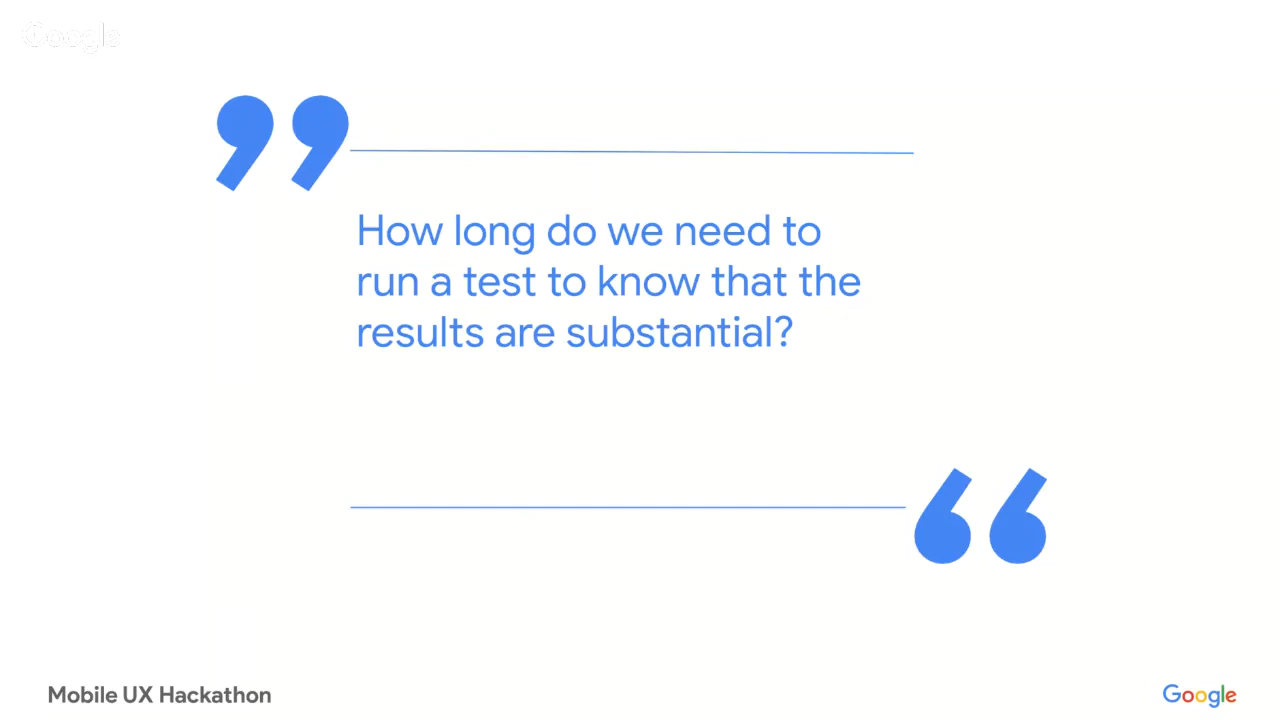 Google
”
How long do we need to
run a test to know that the
results are substantial?
“
Mobile UX Hackathon
Google